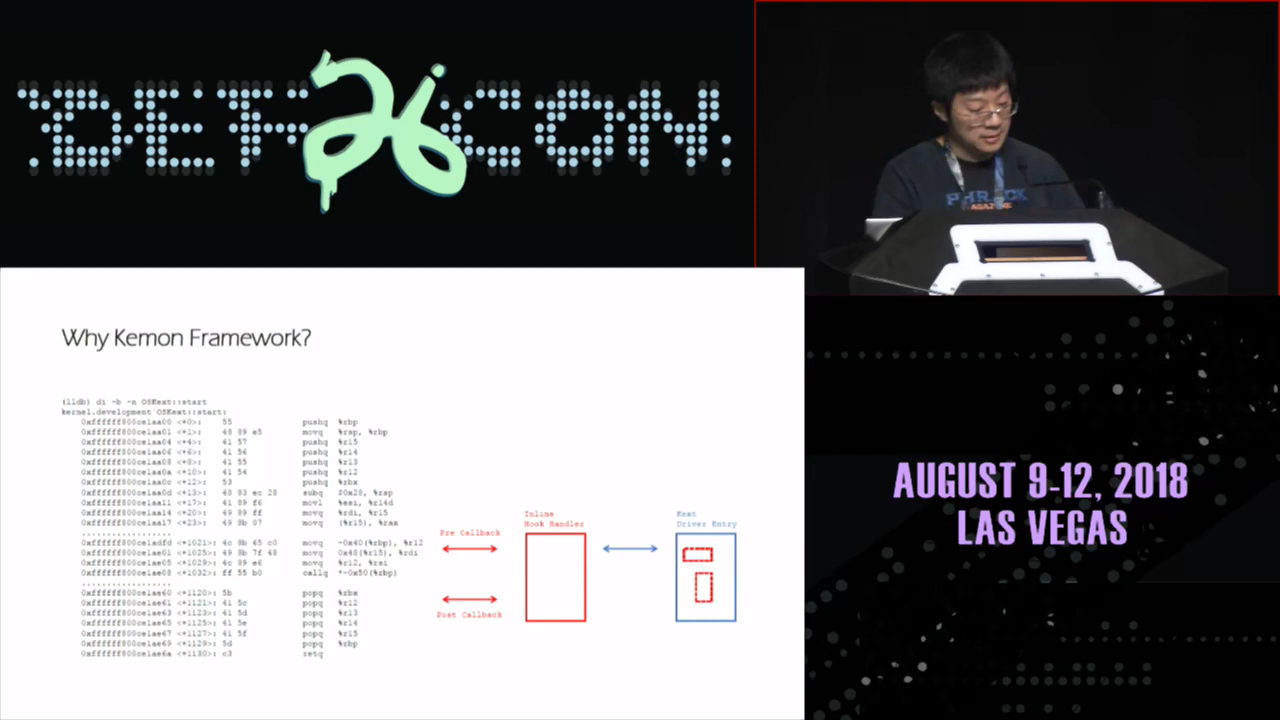 DEFCON
26
PHRACK
MAGAZINE
Why Kemon Framework?
(lldb) di -b -n OSKext::start
kernel.development`OSKext::start:
0xffffff800ce1aa00 <+0>: 55 pushq %rbp
0xffffff800ce1aa01 <+1>: 48 89 e5 movq %rsp, %rbp
0xffffff800ce1aa04 <+4>: 41 57 pushq %r15
0xffffff800ce1aa06 <+6>: 41 56 pushq %r14
0xffffff800ce1aa08 <+8>: 41 55 pushq %r13
0xffffff800ce1aa0a <+10>: 41 54 pushq %r12
0xffffff800ce1aa0c <+12>: 53 pushq %rbx
0xffffff800ce1aa0d <+13>: 48 83 ec 28 subq $0x28, %rsp
0xffffff800ce1aa11 <+17>: 41 89 f6 movl %esi, %r14d
0xffffff800ce1aa14 <+20>: 49 89 ff movq %rdi, %r15
0xffffff800ce1aa17 <+23>: 49 8b 07 movq (%r15), %rax
..................
0xffffff800ce1adfd <+1021>: 4c 8b 65 c0 movq -0x40(%rbp), %r12
0xffffff800ce1ae01 <+1025>: 49 8b 7f 48 movq 0x48(%r15), %rdi
0xffffff800ce1ae05 <+1029>: 4c 89 e6 movq %r12, %rsi
0xffffff800ce1ae08 <+1032>: ff 55 b0 callq *-0x50(%rbp)
..................
0xffffff800ce1ae60 <+1120>: 5b popq %rbx
0xffffff800ce1ae61 <+1121>: 41 5c popq %r12
0xffffff800ce1ae63 <+1123>: 41 5d popq %r13
0xffffff800ce1ae65 <+1125>: 41 5e popq %r14
0xffffff800ce1ae67 <+1127>: 41 5f popq %r15
0xffffff800ce1ae69 <+1129>: 5d popq %rbp
0xffffff800ce1ae6a <+1130>: c3 retq
Pre Callback
Post Callback
Inline
Hook Handler
Kext
Driver Entry
AUGUST 9-12, 2018
LAS VEGAS